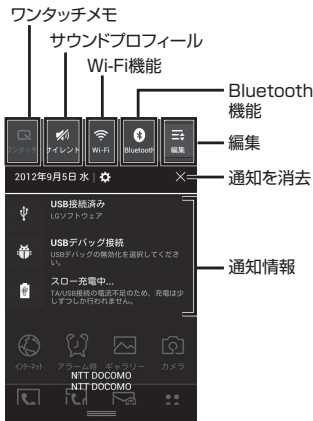 ワンタッチメモ
サウンドプロフィール
Wi-Fi機能
Bluetooth
機能
編集
通知を消去
通知情報
ワンタッチ
サイレント
Wi-Fi
Bluetooth
編集
2012年9月5日 水
USB接続済み
LGソフトウェア
USBデバッグ接続
USBデバッグの無効化を選択してくださ
い。
スロー充電中...
TA/USB接続の電流不足のため、充電は少
しずつしか行われません。
インターネット
アラーム時
ギャラリー
カメラ
NTT DOCOMO
NTT DOCOMO